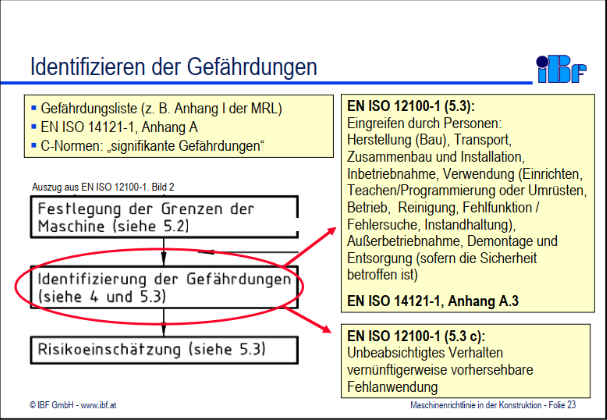 Identifizieren der Gefährdungen
iBf
▪ Gefährdungsliste (z. B. Anhang I der MRL)
▪ EN ISO 14121-1, Anhang A
▪ C-Normen: „signifikante Gefährdungen“
Auszug aus EN ISO 12100-1. Bild 2
Festlegung der Grenzen der
Maschine (siehe 5.2)
Identifizierung der Gefährdungen
(siehe 4 und 5.3)
Risikoeinschätzung (siehe 5.3)
EN ISO 12100-1 (5.3):
Eingreifen durch Personen:
Herstellung (Bau), Transport,
Zusammenbau und Installation,
Inbetriebnahme, Verwendung (Einrichten,
Teachen/Programmierung oder Umrüsten,
Betrieb, Reinigung, Fehlfunktion /
Fehlersuche, Instandhaltung),
Außerbetriebnahme, Demontage und
Entsorgung (sofern die Sicherheit
betroffen ist)
EN ISO 14121-1, Anhang A.3
EN ISO 12100-1 (5.3 c):
Unbeabsichtigtes Verhalten
vernünftigerweise vorhersehbare
Fehlanwendung
© IBF GmbH - www.ibf.at
Maschinenrichtlinie in der Konstruktion - Folie 23